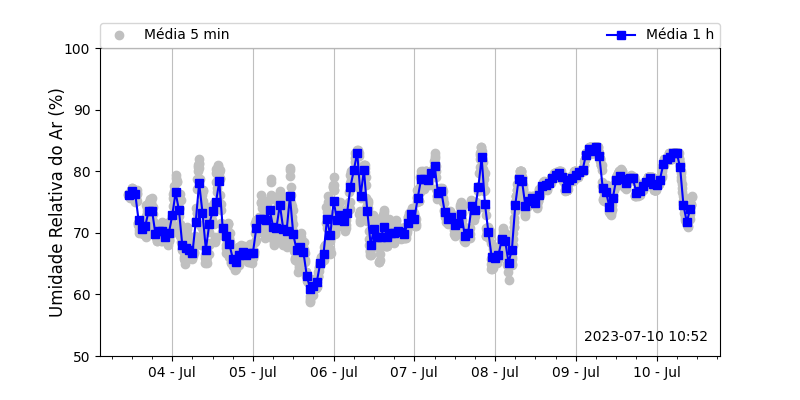 Média 5 min
Média 1 h
Umidade Relativa do Ar (%)
100
90
80
70
60
50
2023-07-10 10:52
04 - Jul
05 - Jul
06 - Jul
07 - Jul
08 - Jul
09 - Jul
10 - Jul